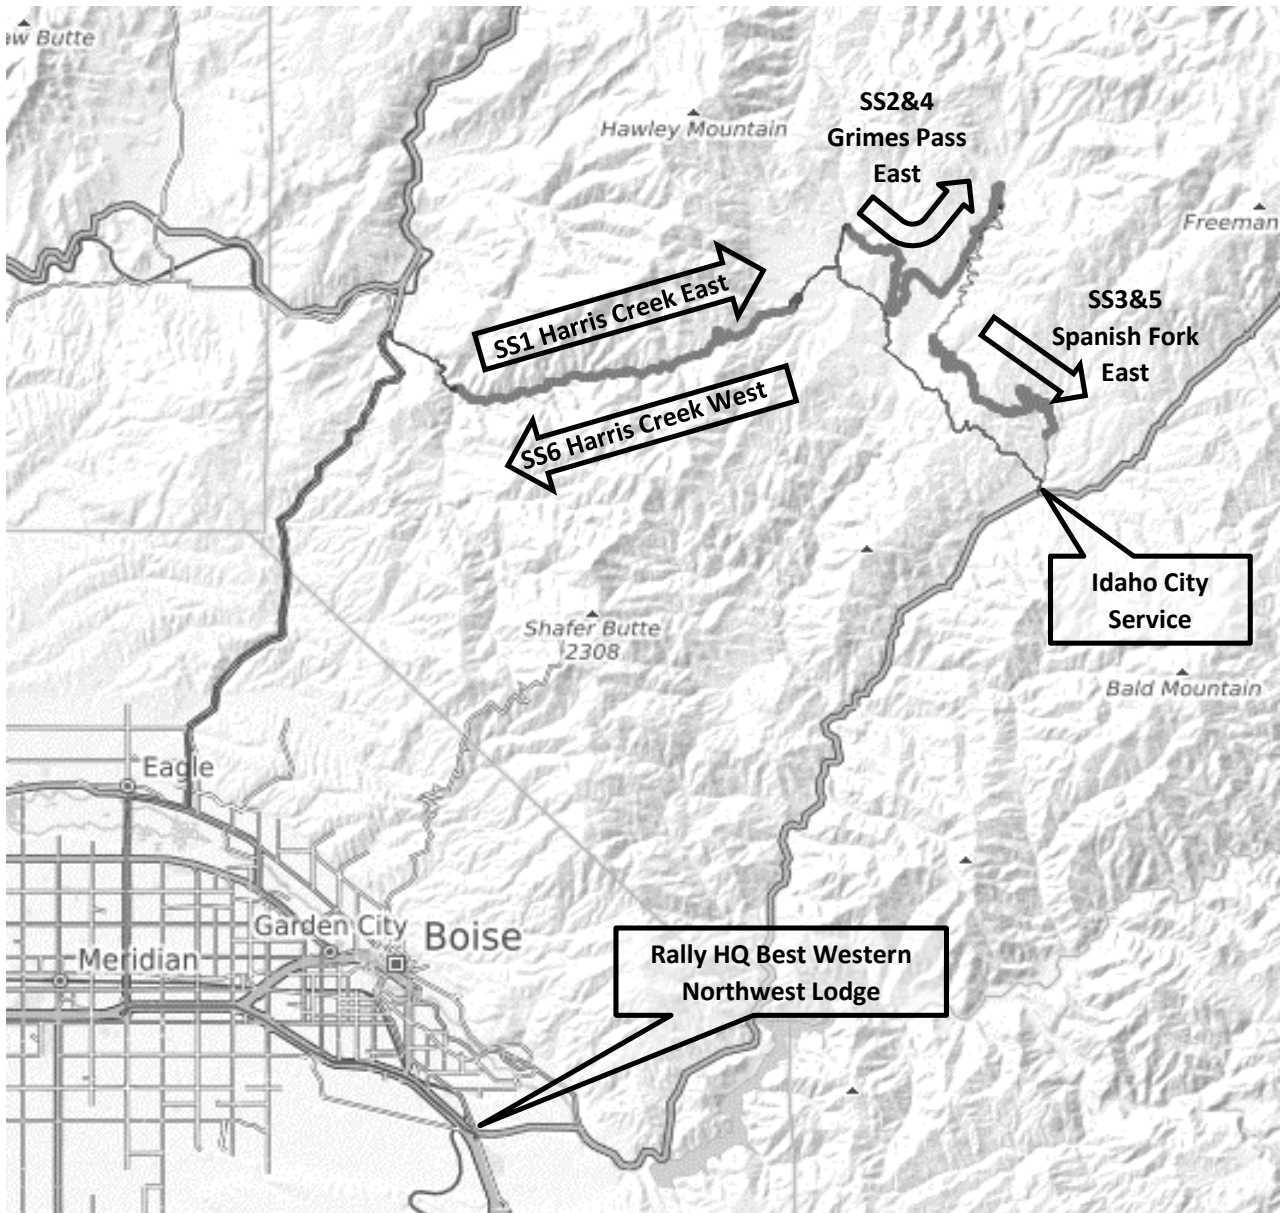 aw Butte
SS2&4
Grimes Pass
East
Hawley Mountain
Freeman
SS1 Harris Creek East
SS3&5
Spanish Fork
East
SS6 Harris Creek West
Idaho City
Service
Shafer Butte
2308
Bald Mountain
Eagle
Garden City
Boise
Meridian
Rally HQ Best Western
Northwest Lodge